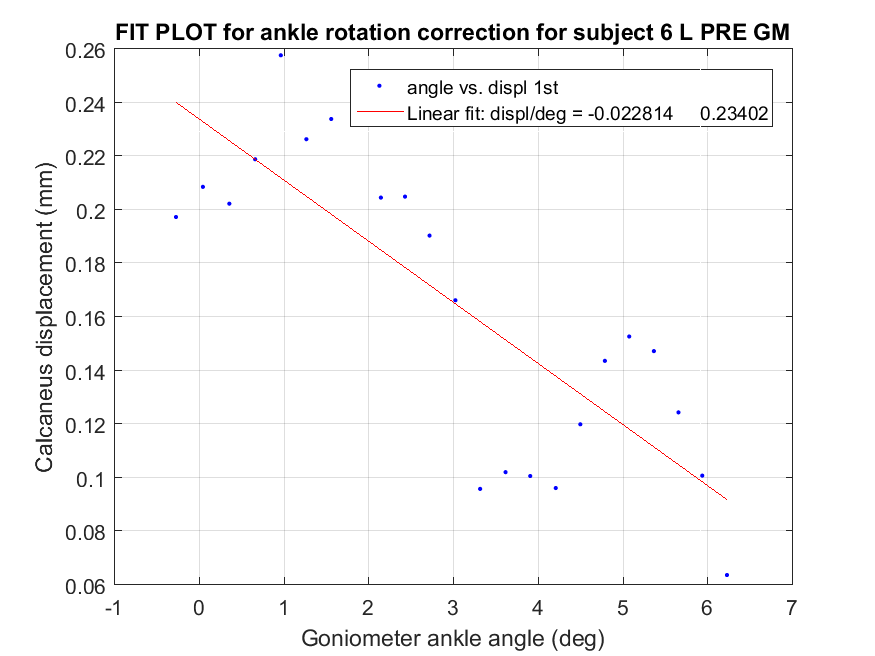 FIT PLOT for ankle rotation correction for subject 6 L PRE GM
0.26
0.24
0.22
0.2
0.18
0.16
0.14
0.12
0.1
0.08
0.06
Calcaneus displacement (mm)
angle vs. displ 1st
Linear fit: displ/deg = -0.022814 0.23402
-1 0 1 2 3 4 5 6 7
Goniometer ankle angle (deg)